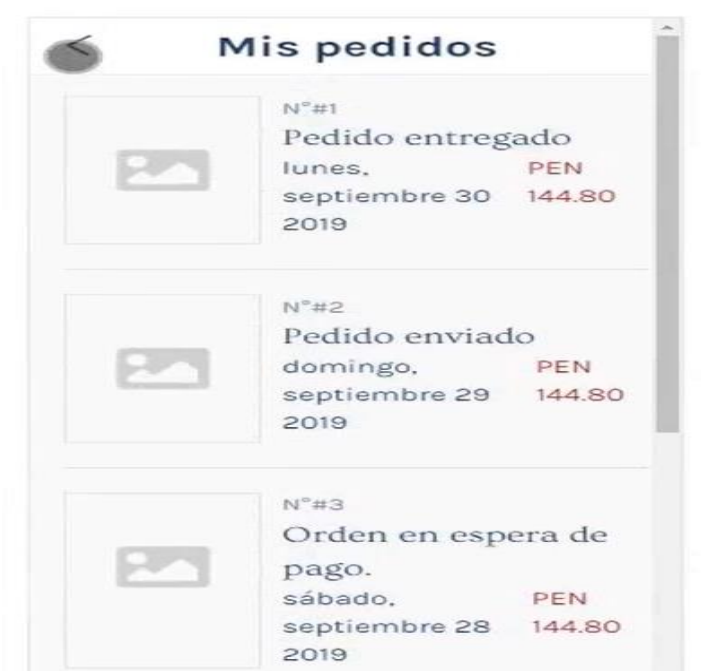 Mis pedidos
N°#1
Pedido entregado
lunes, PEN
septiembre 30 144.80
2019
N°#2
Pedido enviado
domingo, PEN
septiembre 29 144.80
2019
N°#3
Orden en espera de
pago.
sábado, PEN
septiembre 28 144.80
2019